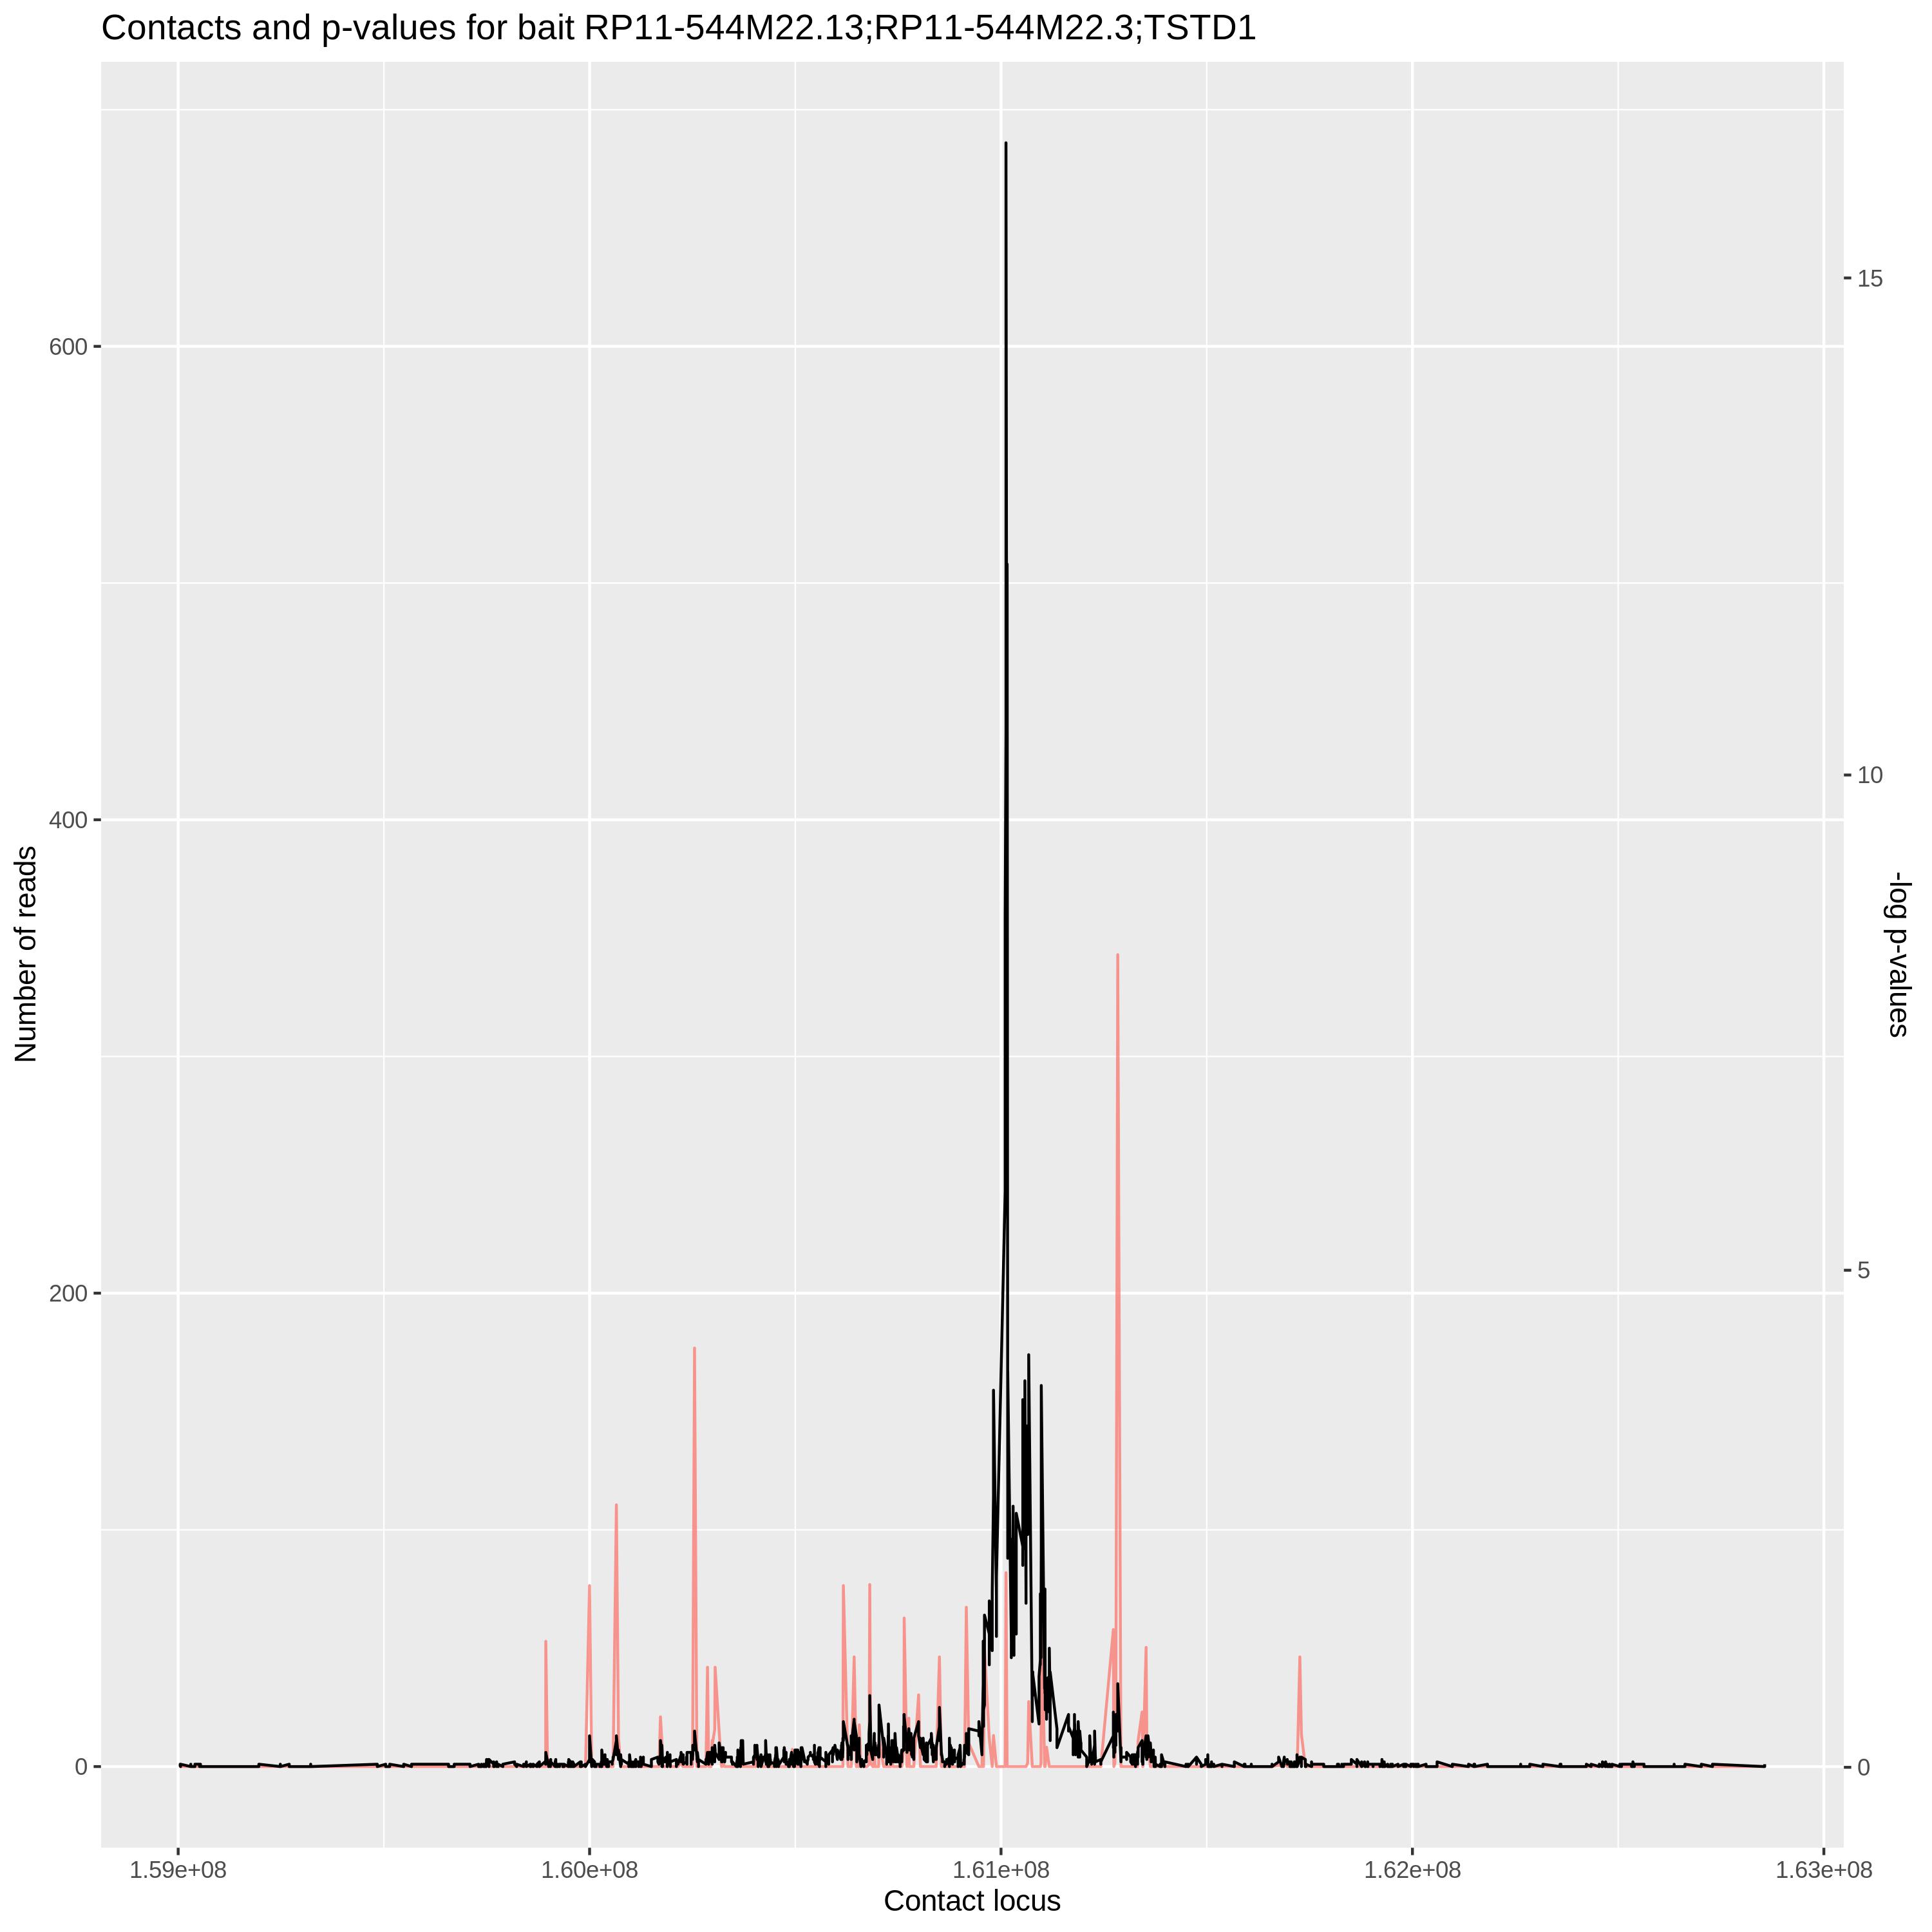 Contacts and p-values for bait RP11-544M22.13;RP11-544M22.3;TSTD1
600
400
200
0
Number of reads
15
10
5
0
-log p-values
1.59e+08
1.60e+08
1.61e+08
1.62e+08
1.63e+08
Contact locus